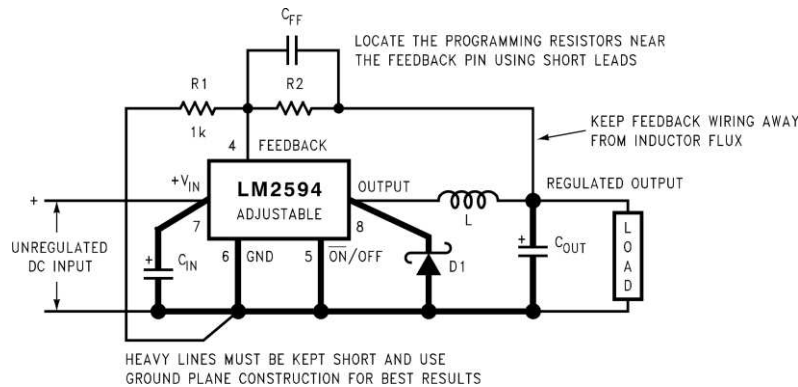 CFF
LOCATE THE PROGRAMMING RESISTORS NEAR
THE FEEDBACK PIN USING SHORT LEADS
R1
R2
1k
4
FEEDBACK
KEEP FEEDBACK WIRING AWAY
FROM INDUCTOR FLUX
+
+VIN
LM2594
ADJUSTABLE
OUTPUT
REGULATED OUTPUT
7
8
L
UNREGULATED
DC INPUT
+
CIN
6
GND
5
ON/OFF
D1
+
COUT
LOAD
-
HEAVY LINES MUST BE KEPT SHORT AND USE
GROUND PLANE CONSTRUCTION FOR BEST RESULTS